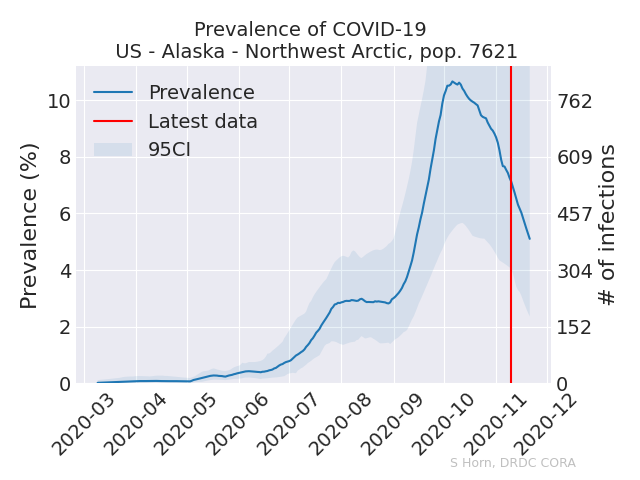 Prevalence of COVID-19
US - Alaska - Northwest Arctic, pop. 7621
Prevalence
Latest data
95CI
Prevalence (%)
10
8
6
4
2
0
762
609
457
304
152
0
# of infections
2020-03
2020-04
2020-05
2020-06
2020-07
2020-08
2020-09
2020-10
2020-11
2020-12
S Horn, DRDC CORA